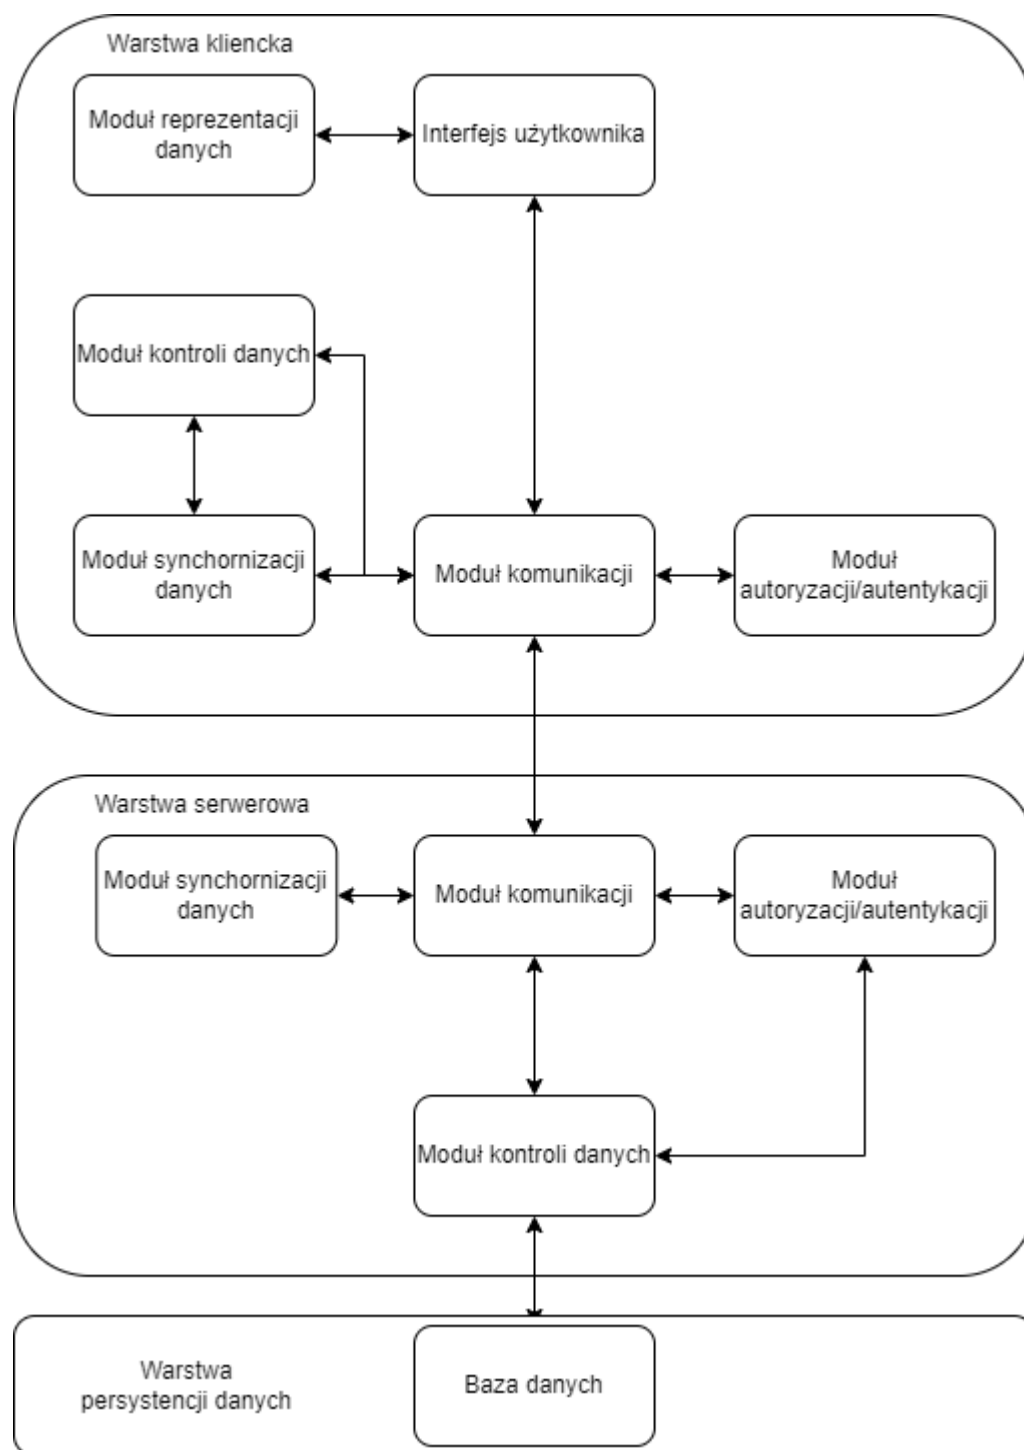 Warstwa kliencka
Moduł reprezentacji
danych
Interfejs użytkownika
Moduł kontroli danych
Moduł synchornizacji
danych
Moduł komunikacji
Moduł
autoryzacji/autentykacji
Warstwa serwerowa
Moduł synchornizacji
danych
Moduł komunikacji
Moduł
autoryzacji/autentykacji
Moduł kontroli danych
Warstwa
persystencji danych
Baza danych